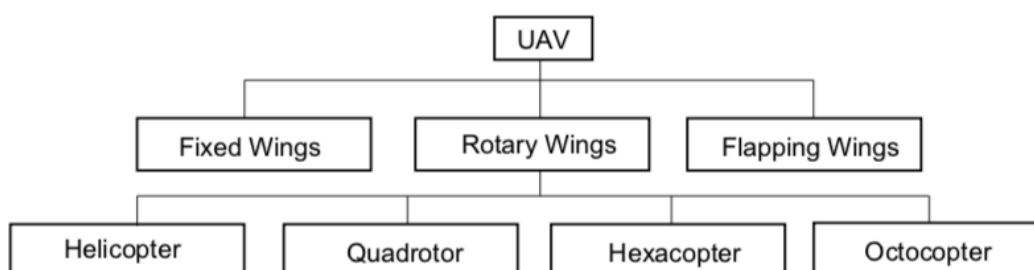 UAV
Fixed Wings
Rotary Wings
Flapping Wings
Helicopter
Quadrotor
Hexacopter
Octocopter